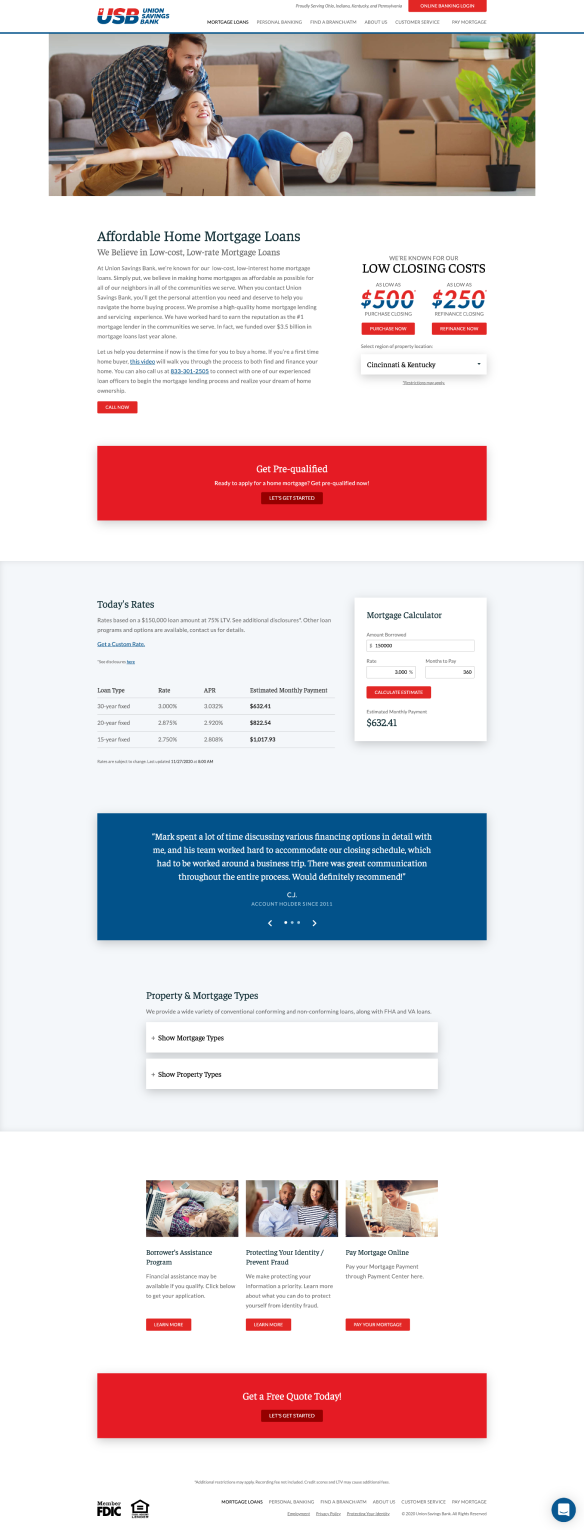 USB UNION SAVINGS BANK
Proudly Serving Ohio, Indiana, Kentucky, and Pennsylvania
ONLINE BANKING LOGIN
MORTGAGE LOANS PERSONAL BANKING FIND A BRANCH/ATM ABOUT US CUSTOMER SERVICE PAY MORTGAGE
Affordable Home Mortgage Loans
We Believe in Low-cost, Low-rate Mortgage Loans
At Union Savings Bank, we're known for our low-cost, low-interest home mortgage
loans. Simply put, we believe in making home mortgages as affordable as possible for
all of our neighbors in all of the communities we serve. When you contact Union
Savings Bank, you'll get the personal attention you need and deserve to help you
navigate the home buying process. We promise a high-quality home mortgage lending
and servicing experience. We have worked hard to earn the reputation as the #1
mortgage lender in the communities we serve. In fact, we funded over $3.5 billion in
mortgage loans last year alone.
Let us help you determine if now is the time for you to buy a home. If you're a first time
home buyer, this video will walk you through the process to both find and finance your
home. You can also call us at 833-301-2505 to connect with one of our experienced
loan officers to begin the mortgage lending process and realize your dream of home
ownership.
CALL NOW
WE'RE KNOWN FOR OUR
LOW CLOSING COSTS
AS LOW AS
$500*
PURCHASE CLOSING
PURCHASE NOW
AS LOW AS
$250*
REFINANCE CLOSING
REFINANCE NOW
Select region of property location:
Cincinnati & Kentucky
*Restrictions may apply.
Get Pre-qualified
Ready to apply for a home mortgage? Get pre-qualified now!
LET'S GET STARTED
Today's Rates
Rates based on a $150,000 loan amount at 75% LTV. See additional disclosures*. Other loan
programs and options are available, contact us for details.
Get a Custom Rate.
*See disclosures here
Loan Type Rate APR Estimated Monthly Payment
30-year fixed 3.000% 3.032% $632.41
20-year fixed 2.875% 2.920% $822.54
15-year fixed 2.750% 2.808% $1,017.93
Rates are subject to change. Last updated 11/27/2020 at 8:00 AM
Mortgage Calculator
Amount Borrowed
$ 150000
Rate Months to Pay
3.000 % 360
CALCULATE ESTIMATE
Estimated Monthly Payment
$632.41
"Mark spent a lot of time discussing various financing options in detail with
me, and his team worked hard to accommodate our closing schedule, which
had to be worked around a business trip. There was great communication
throughout the entire process. Would definitely recommend!"
C.J.
ACCOUNT HOLDER SINCE 2011
Property & Mortgage Types
We provide a wide variety of conventional conforming and non-conforming loans, along with FHA and VA loans.
+ Show Mortgage Types
+ Show Property Types
Borrower's Assistance
Program
Financial assistance may be
available if you qualify. Click below
to get your application.
LEARN MORE
Protecting Your Identity /
Prevent Fraud
We make protecting your
information a priority. Learn more
about what you can do to protect
yourself from identity fraud.
LEARN MORE
Pay Mortgage Online
Pay your Mortgage Payment
through Payment Center here.
PAY YOUR MORTGAGE
Get a Free Quote Today!
LET'S GET STARTED
*Additional restrictions may apply. Recording fee not included. Credit scores and LTV may cause additional fees.
Member
FDIC
EQUAL HOUSING
LENDER
MORTGAGE LOANS PERSONAL BANKING FIND A BRANCH/ATM ABOUT US CUSTOMER SERVICE PAY MORTGAGE
Employment Privacy Policy Protecting Your Identity © 2020 Union Savings Bank. All Rights Reserved